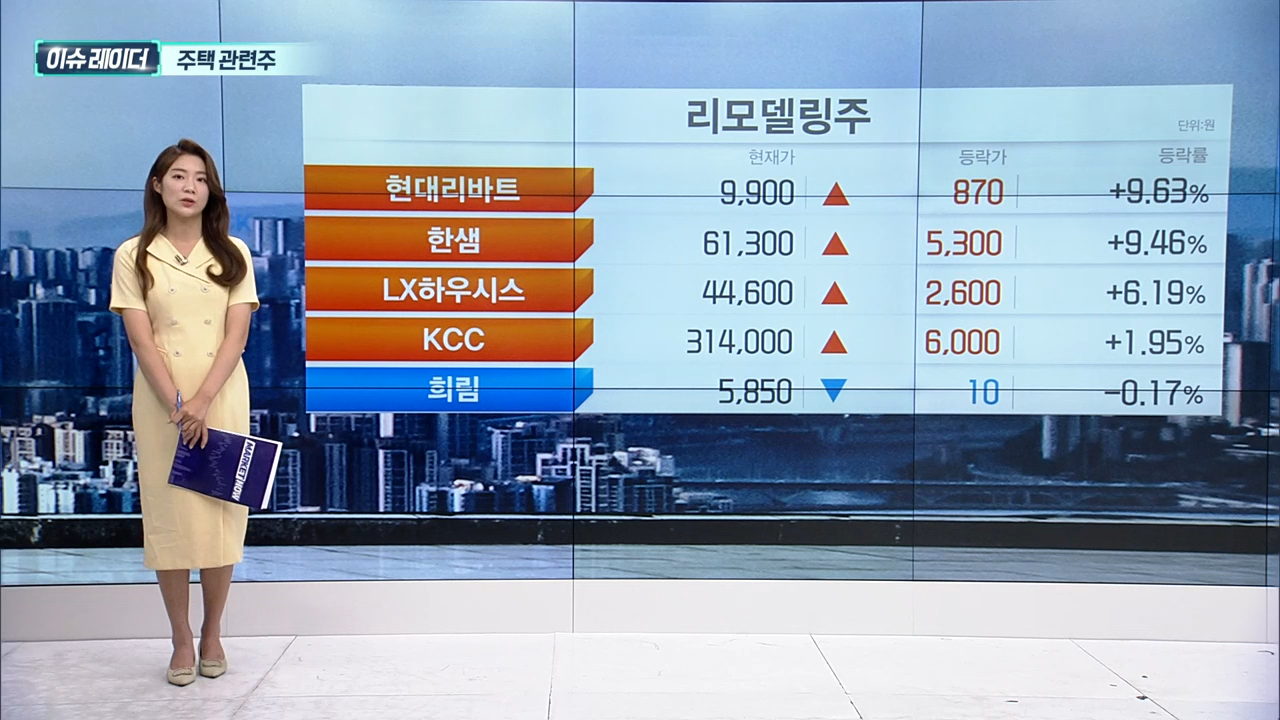 이슈 레이더 주택 관련주
리모델링주
단위:원
현재가 등락가 등락률
현대리바트 9,900 ▲ 870 +9.63%
한샘 61,300 ▲ 5,300 +9.46%
LX하우시스 44,600 ▲ 2,600 +6.19%
KCC 314,000 ▲ 6,000 +1.95%
희림 5,850 ▼ 10 -0.17%
MARKET NOW